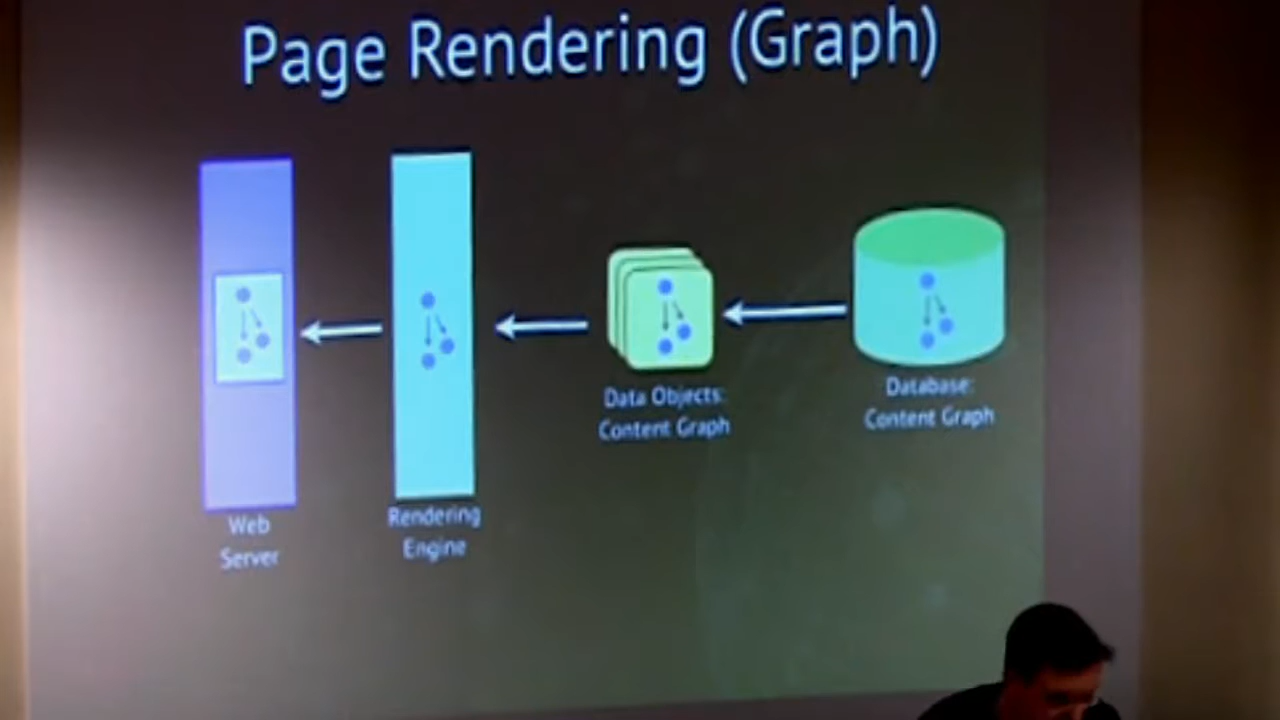 Page Rendering (Graph)
Data Objects:
Content Graph
Database:
Content Graph
Web
Server
Rendering
Engine